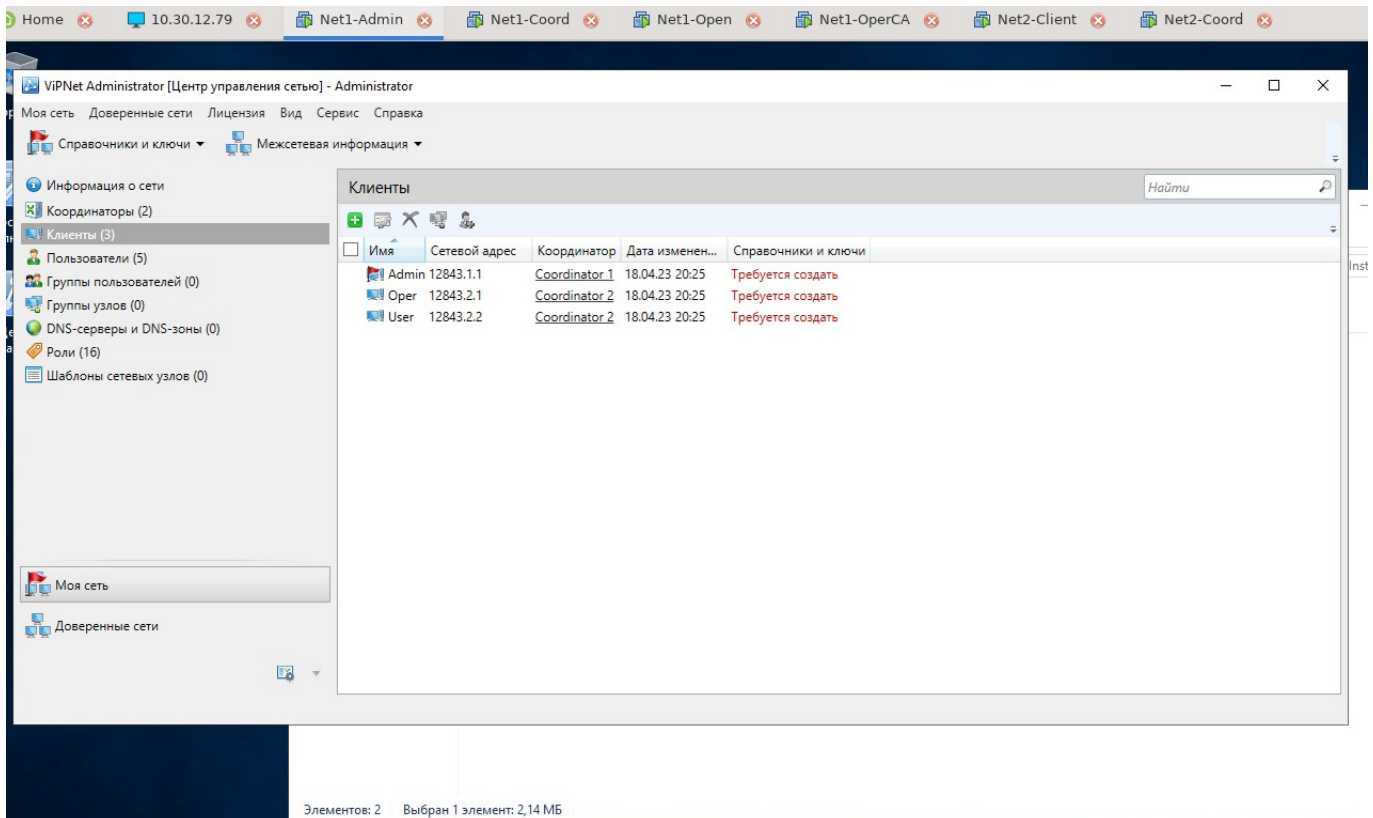 Home 10.30.12.79 Net1-Admin Net1-Coord Net1-Open Net1-OperCA Net2-Client Net2-Coord
ViPNet Administrator [Центр управления сетью] - Administrator
Моя сеть Доверенные сети Лицензия Вид Сервис Справка
Справочники и ключи Межсетевая информация
Информация о сети
Координаторы (2)
Клиенты (3)
Пользователи (5)
Группы пользователей (0)
Группы узлов (0)
DNS-серверы и DNS-зоны (0)
Роли (16)
Шаблоны сетевых узлов (0)
Моя сеть
Доверенные сети
Клиенты
Найти
Имя Сетевой адрес Координатор Дата изменен... Справочники и ключи
Admin 12843.1.1 Coordinator 1 18.04.23 20:25 Требуется создать
Oper 12843.2.1 Coordinator 2 18.04.23 20:25 Требуется создать
User 12843.2.2 Coordinator 2 18.04.23 20:25 Требуется создать
Inst
Элементов: 2 Выбран 1 элемент: 2,14 МБ